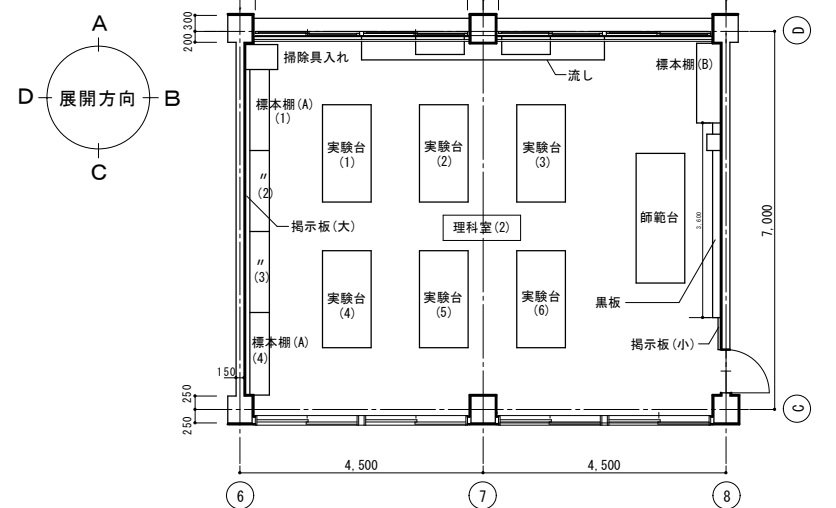 A
D
展開方向
B
C
200 300
掃除具入れ
流し
標本棚(B)
標本棚(A)
(1)
実験台
(1)
実験台
(2)
実験台
(3)
〃
(2)
掲示板(大)
理科室(2)
師範台
3,600
7,000
〃
(3)
実験台
(4)
実験台
(5)
実験台
(6)
黒板
標本棚(A)
(4)
掲示板(小)
150
250
250
4,500
4,500
6
7
8
D
C